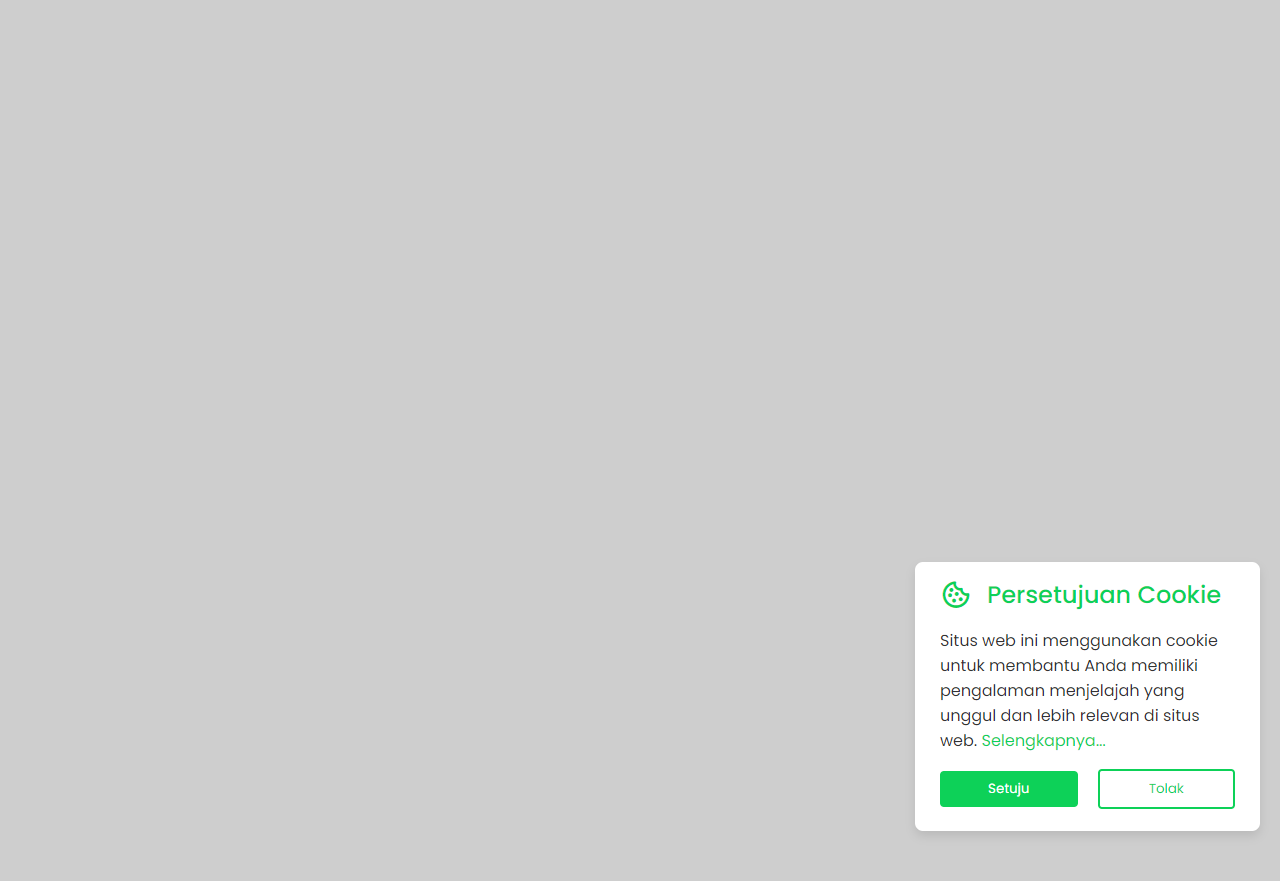 Persetujuan Cookie
Situs web ini menggunakan cookie
untuk membantu Anda memiliki
pengalaman menjelajah yang
unggul dan lebih relevan di situs
web. Selengkapnya...
Setuju
Tolak